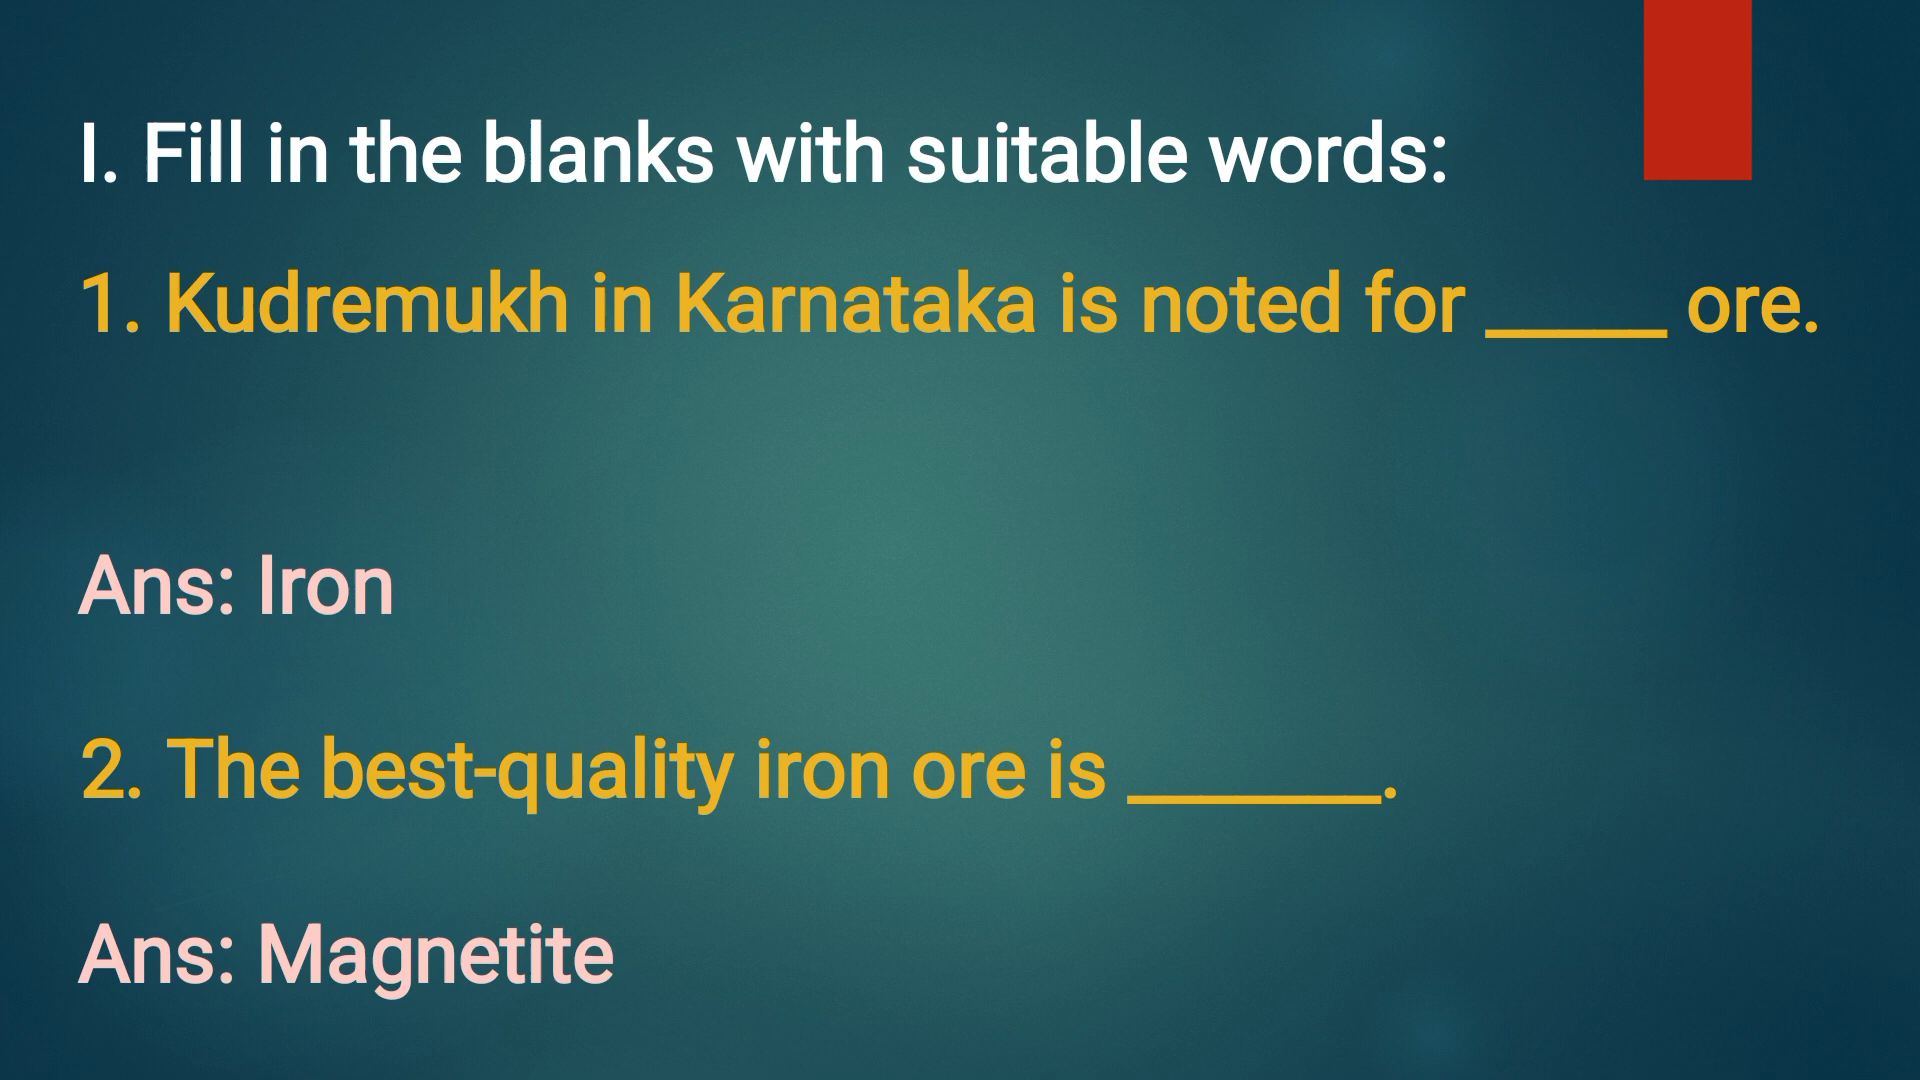 I. Fill in the blanks with suitable words:
1. Kudremukh in Karnataka is noted for _____ ore.
Ans: Iron
2. The best-quality iron ore is _______.
Ans: Magnetite